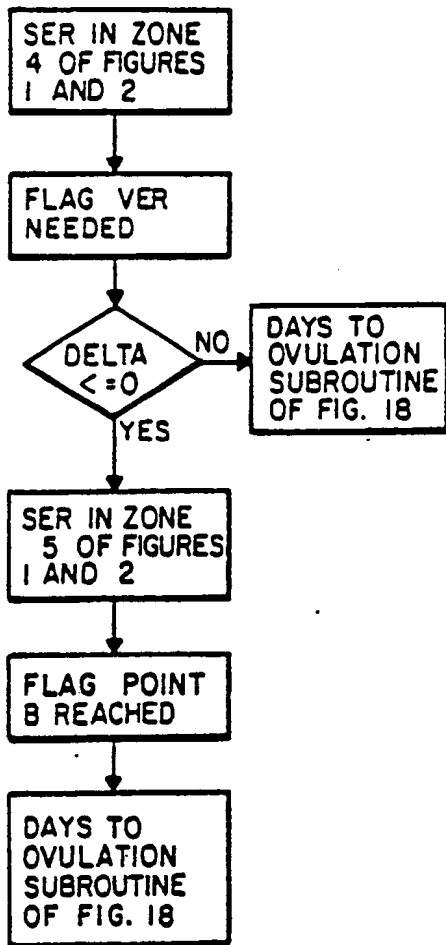 SER IN ZONE
4 OF FIGURES
1 AND 2
FLAG VER
NEEDED
DELTA
<=0
NO
DAYS TO
OVULATION
SUBROUTINE
OF FIG. 18
YES
SER IN ZONE
5 OF FIGURES
1 AND 2
FLAG POINT
B REACHED
DAYS TO
OVULATION
SUBROUTINE
OF FIG. 18